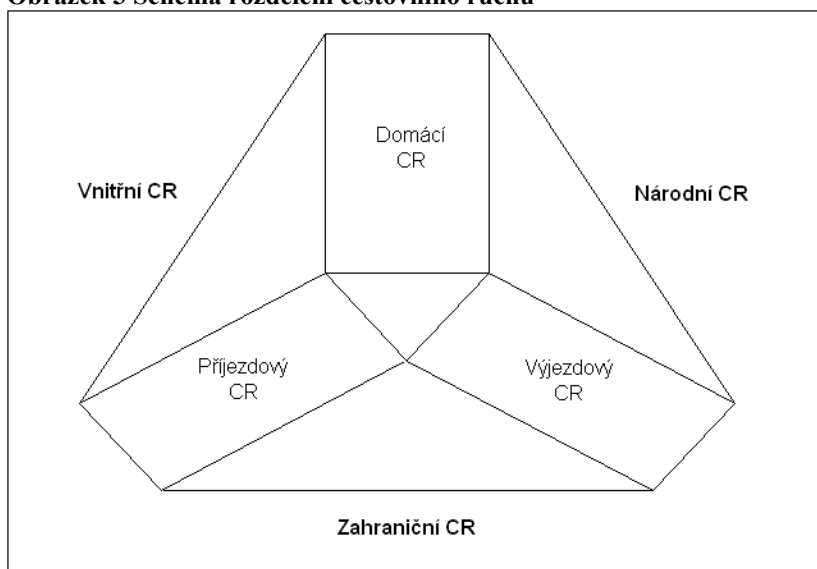 Obrázek 3 Schéma rozdělení cestovního ruchu
Domácí
CR
Vnitřní CR
Národní CR
Příjezdový
CR
Výjezdový
CR
Zahraniční CR